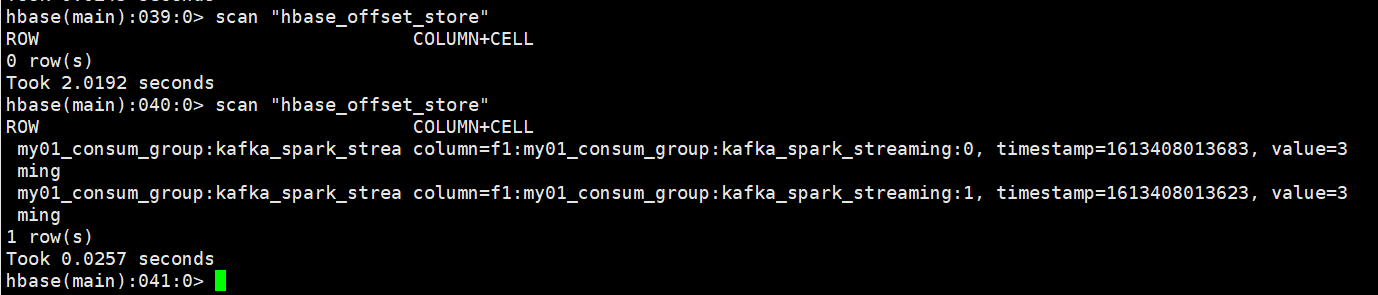 hbase(main):039:0> scan "hbase_offset_store"
ROW COLUMN+CELL
0 row(s)
Took 2.0192 seconds
hbase(main):040:0> scan "hbase_offset_store"
ROW COLUMN+CELL
my01_consum_group:kafka_spark_strea column=f1:my01_consum_group:kafka_spark_streaming:0, timestamp=1613408013683, value=3
ming
my01_consum_group:kafka_spark_strea column=f1:my01_consum_group:kafka_spark_streaming:1, timestamp=1613408013623, value=3
ming
1 row(s)
Took 0.0257 seconds
hbase(main):041:0>